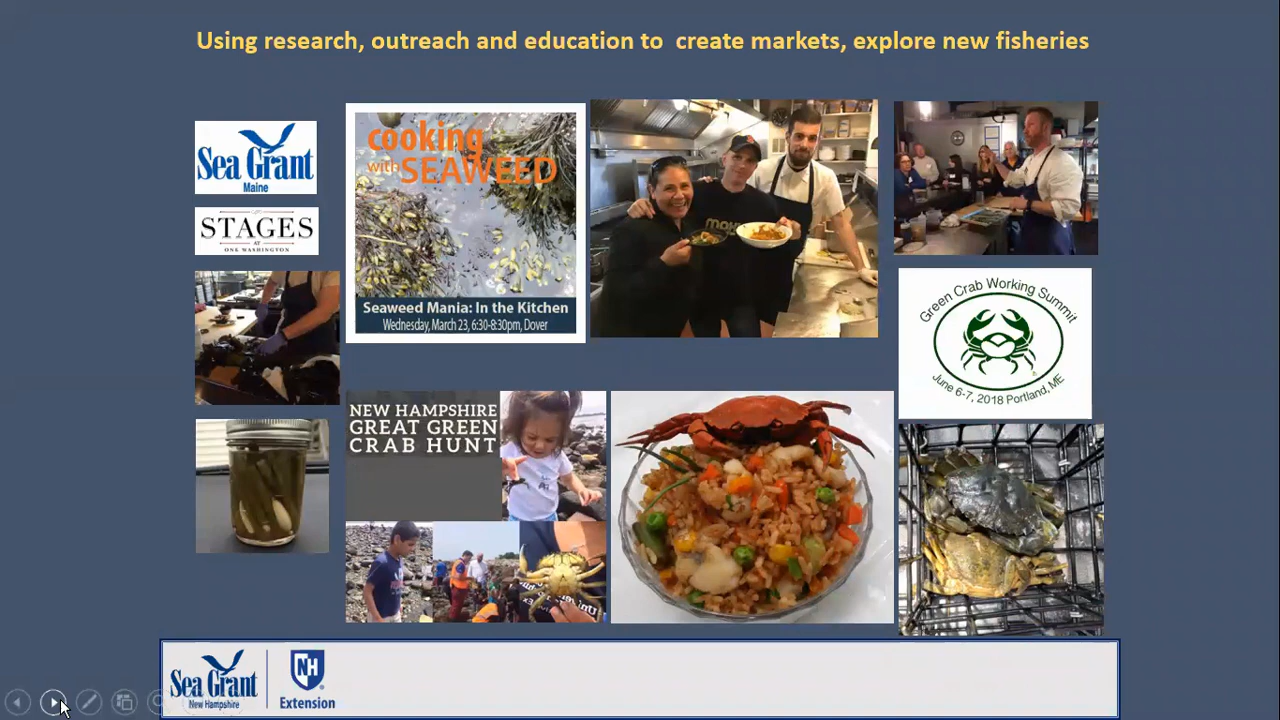 Using research, outreach and education to create markets, explore new fisheries
Sea Grant
Maine
STAGES
AT
ONE WASHINGTON
cooking
with SEAWEED
Seaweed Mania: In the Kitchen
Wednesday, March 23, 6:30-8:30pm, Dover
Green Crab Working Summit
June 6-7, 2018 Portland, ME
NEW HAMPSHIRE
GREAT GREEN
CRAB HUNT
Sea Grant
New Hampshire
NH
Extension